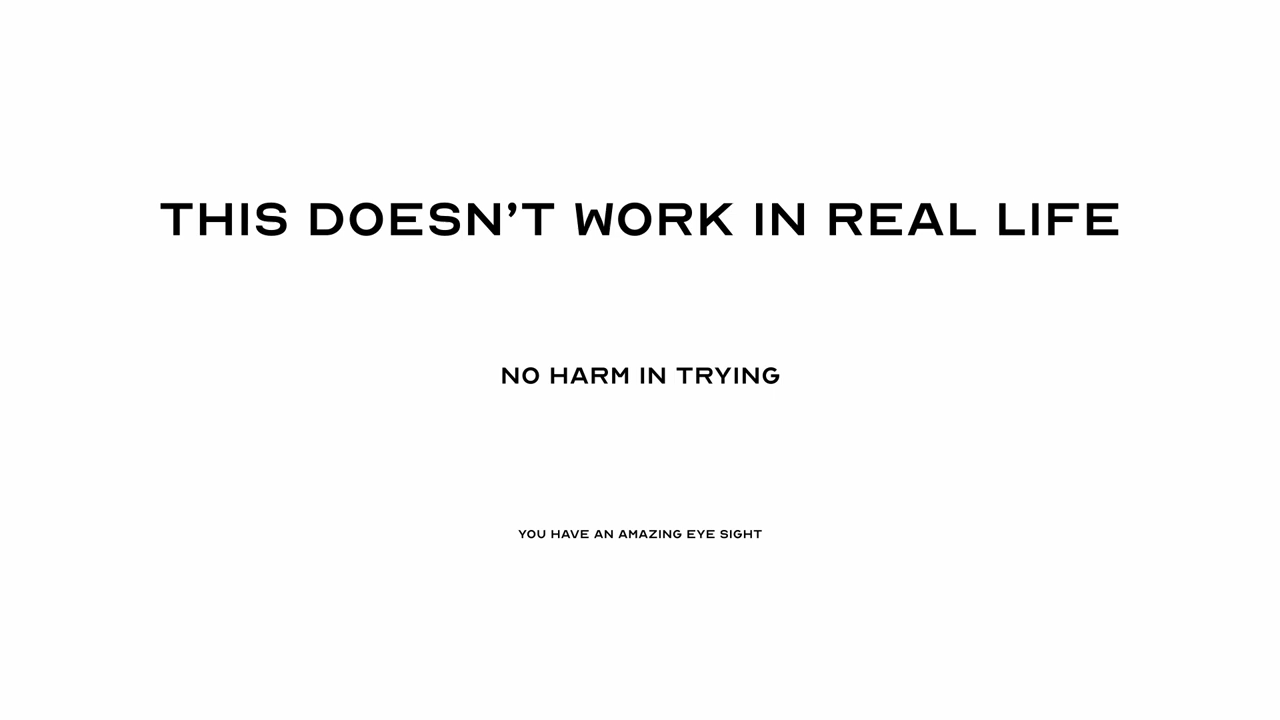 THIS DOESN’T WORK IN REAL LIFE
NO HARM IN TRYING
YOU HAVE AN AMAZING EYE SIGHT